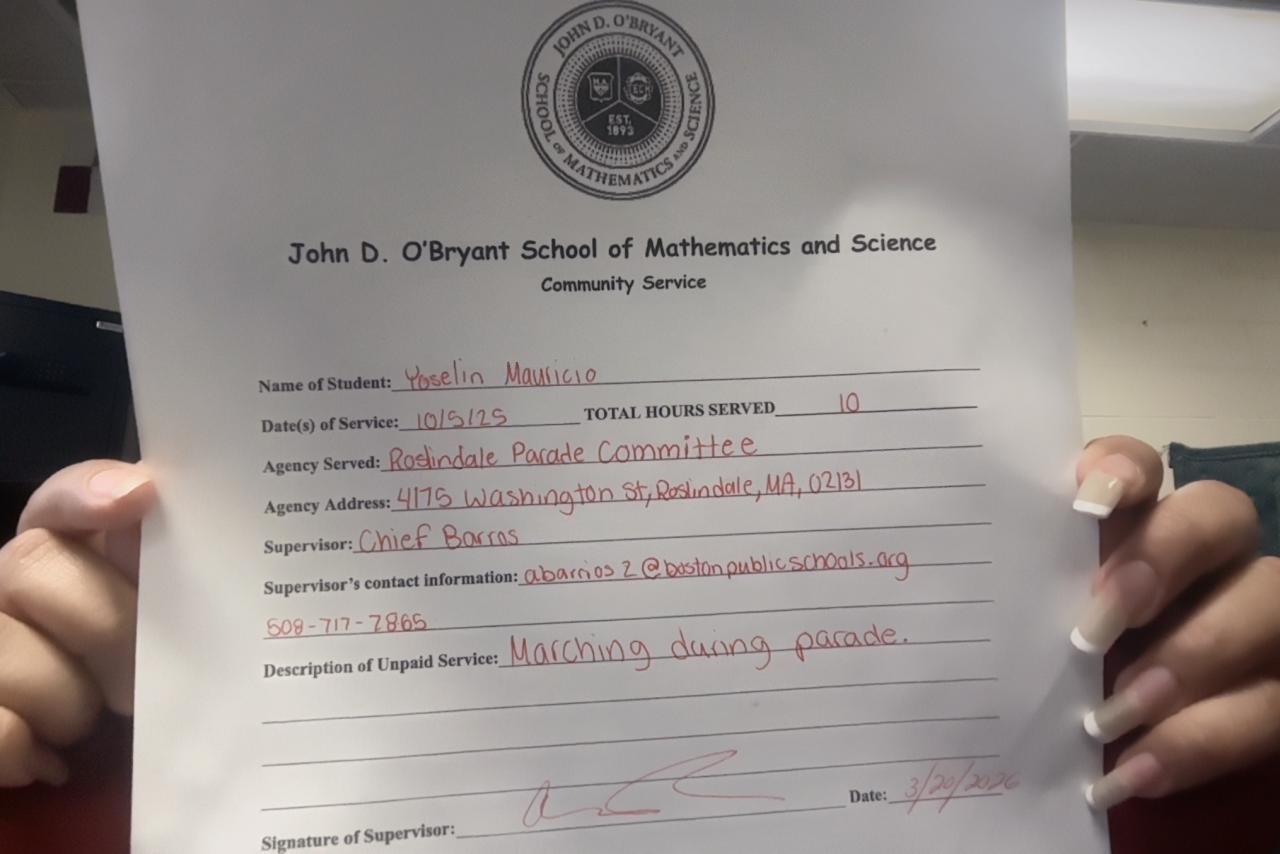 JOHN D. O'BRYANT
SCHOOL OF MATHEMATICS AND SCIENCE
EST.
1893
John D. O'Bryant School of Mathematics and Science
Community Service
Name of Student: Yoselin Mauricio
Date(s) of Service: 10/5/25 TOTAL HOURS SERVED 10
Agency Served: Roslindale Parade Committee
Agency Address: 4175 Washington St, Roslindale, MA, 02131
Supervisor: Chief Barros
Supervisor's contact information: abarrios2@bostonpublicschools.org
508-717-7865
Description of Unpaid Service: Marching during parade.
Signature of Supervisor:
Date: 3/20/2026